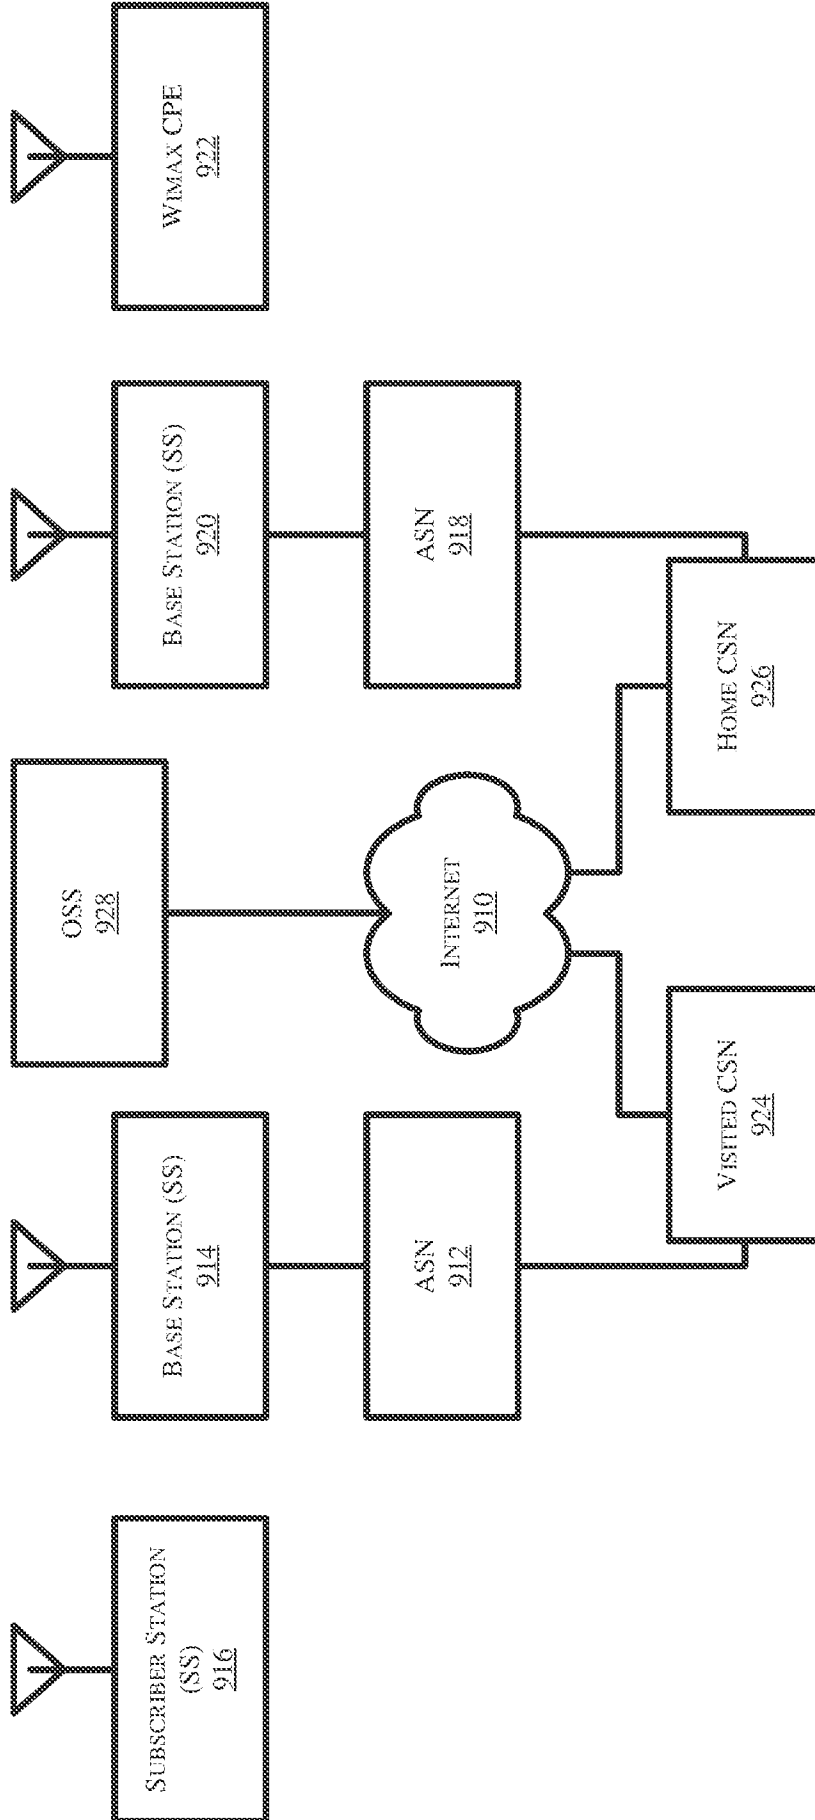 OSS
928
SUBSCRIBER STATION
(SS)
916
BASE STATION (SS)
914
BASE STATION (SS)
920
WIMAX CPE
922
ASN
912
INTERNET
910
ASN
918
VISITED CSN
924
HOME CSN
926